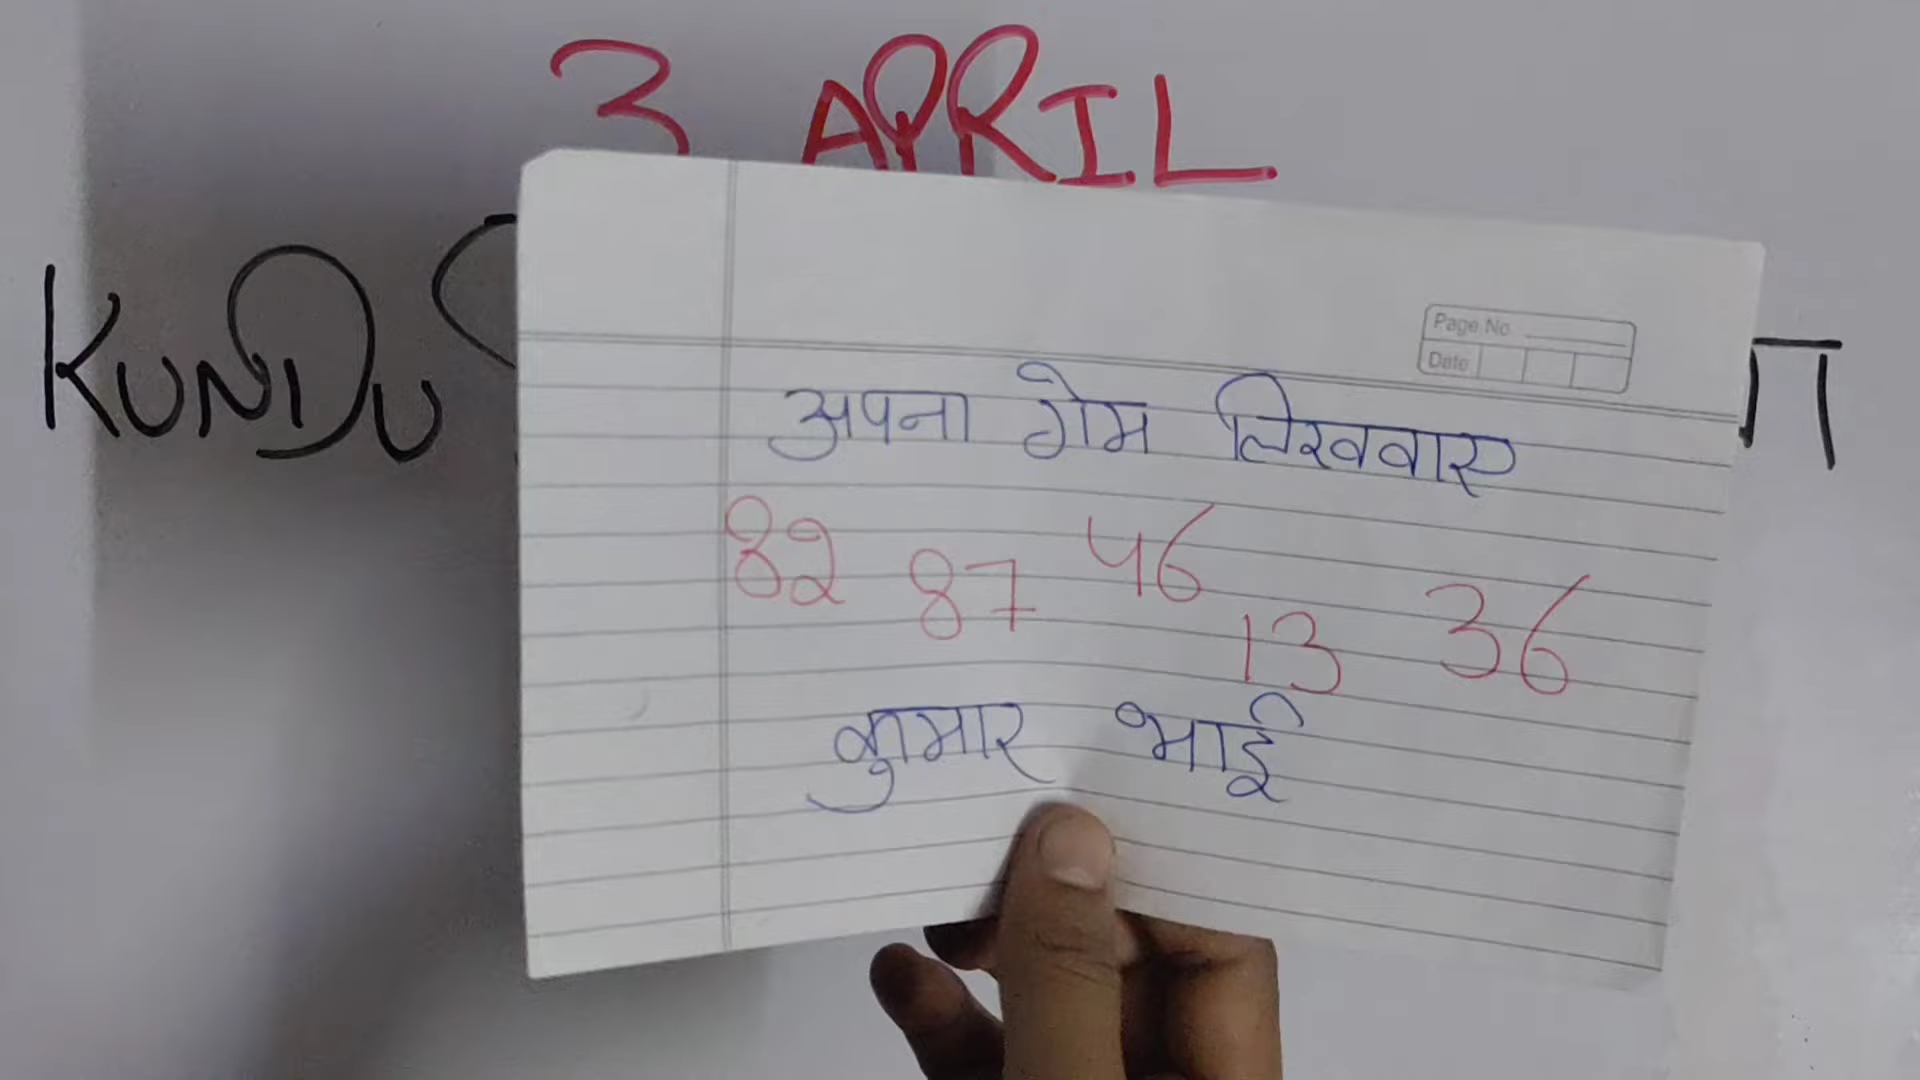 3 APRIL
KUNDU
Page No.
Date
अपना गेम लिखवाए
82 87 46 13 36
कुमार भाई